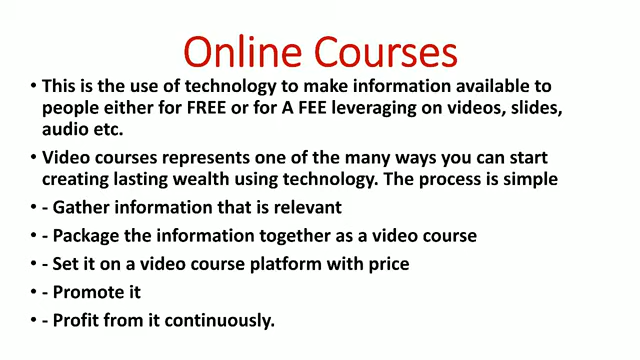 Online Courses
• This is the use of technology to make information available to
people either for FREE or for A FEE leveraging on videos, slides,
audio etc.
• Video courses represents one of the many ways you can start
creating lasting wealth using technology. The process is simple
• - Gather information that is relevant
• - Package the information together as a video course
• - Set it on a video course platform with price
• - Promote it
• - Profit from it continuously.